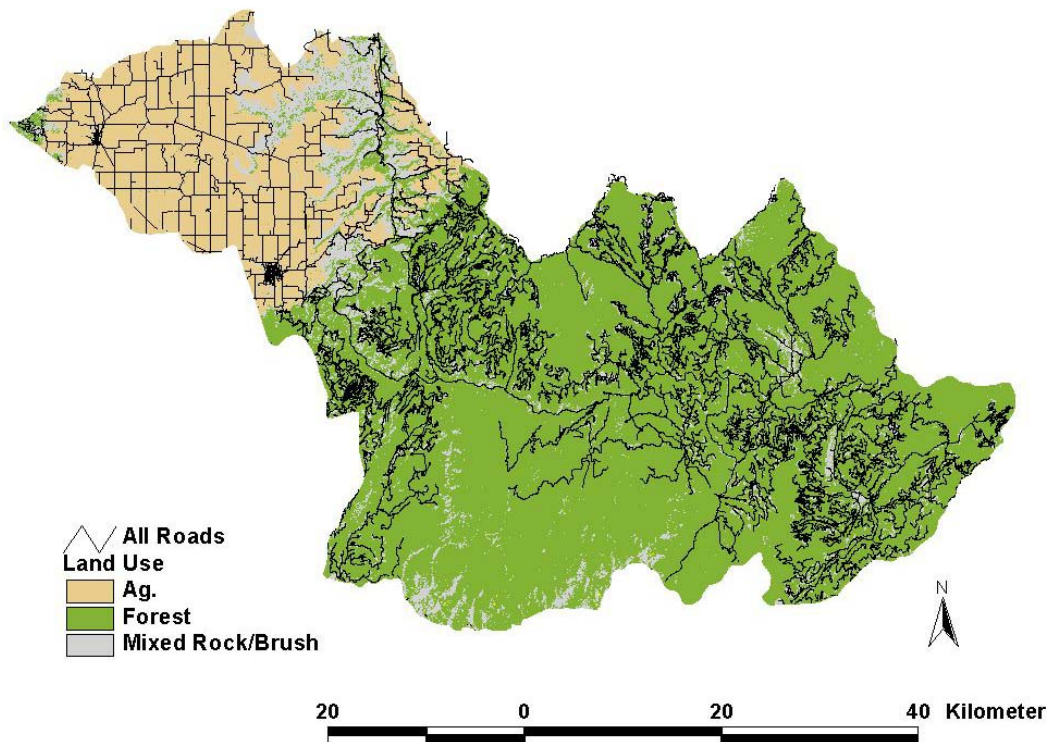 All Roads
Land Use
Ag.
Forest
Mixed Rock/Brush
N
20 0 20 40 Kilometer